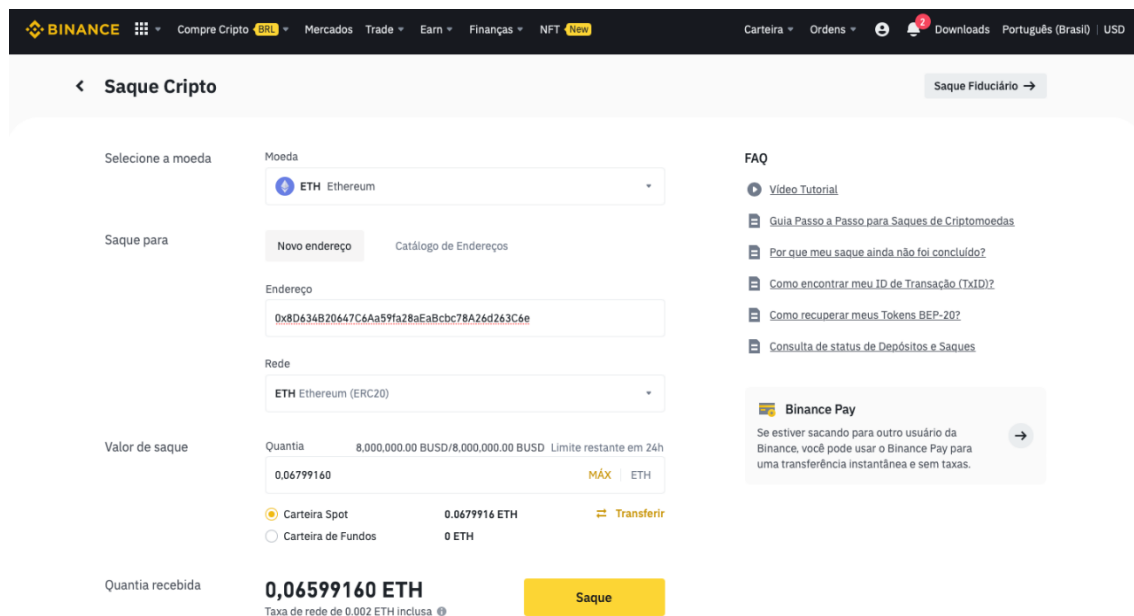 BINANCE Compre Cripto BRL Mercados Trade Earn Finanças NFT New Carteira Ordens 2 Downloads Português (Brasil) | USD
Saque Cripto
Saque Fiduciário →
Selecione a moeda
Moeda
ETH Ethereum
Saque para
Novo endereço Catálogo de Endereços
Endereço
0x8D634B20647C6Aa59fa28aEaBcbc78A26d263C6e
Rede
ETH Ethereum (ERC20)
Valor de saque
Quantia 8,000,000.00 BUSD/8,000,000.00 BUSD Limite restante em 24h
0,06799160 MÁX | ETH
Carteira Spot 0.0679916 ETH Transferir
Carteira de Fundos 0 ETH
Quantia recebida
0,06599160 ETH
Taxa de rede de 0.002 ETH inclusa
Saque
FAQ
Vídeo Tutorial
Guia Passo a Passo para Saques de Criptomoedas
Por que meu saque ainda não foi concluído?
Como encontrar meu ID de Transação (TxID)?
Como recuperar meus Tokens BEP-20?
Consulta de status de Depósitos e Saques
Binance Pay
Se estiver sacando para outro usuário da
Binance, você pode usar o Binance Pay para
uma transferência instantânea e sem taxas.